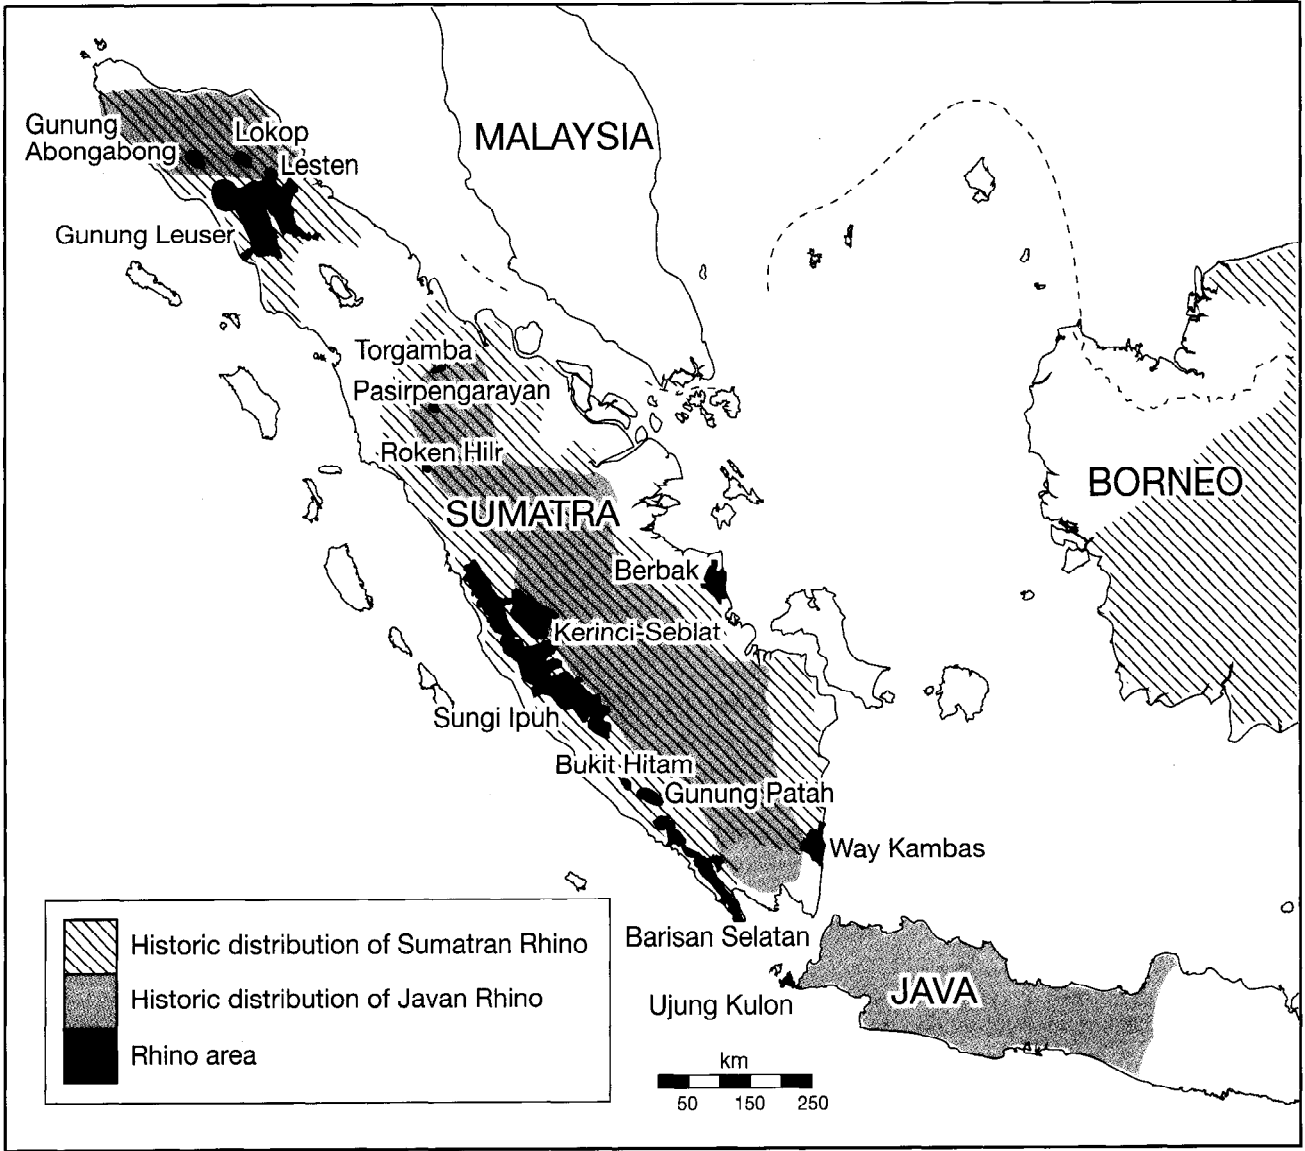 MALAYSIA
Gunung
Abongabong
Lokop
Lesten
Gunung Leuser
Torgamba
Pasirpengarayan
Roken Hilr
SUMATRA
BORNEO
Berbak
Kerinci-Seblat
Sungi Ipuh
Bukit Hitam
Gunung Patah
Way Kambas
Barisan Selatan
Ujung Kulon
JAVA
Historic distribution of Sumatran Rhino
Historic distribution of Javan Rhino
Rhino area
km
50 150 250